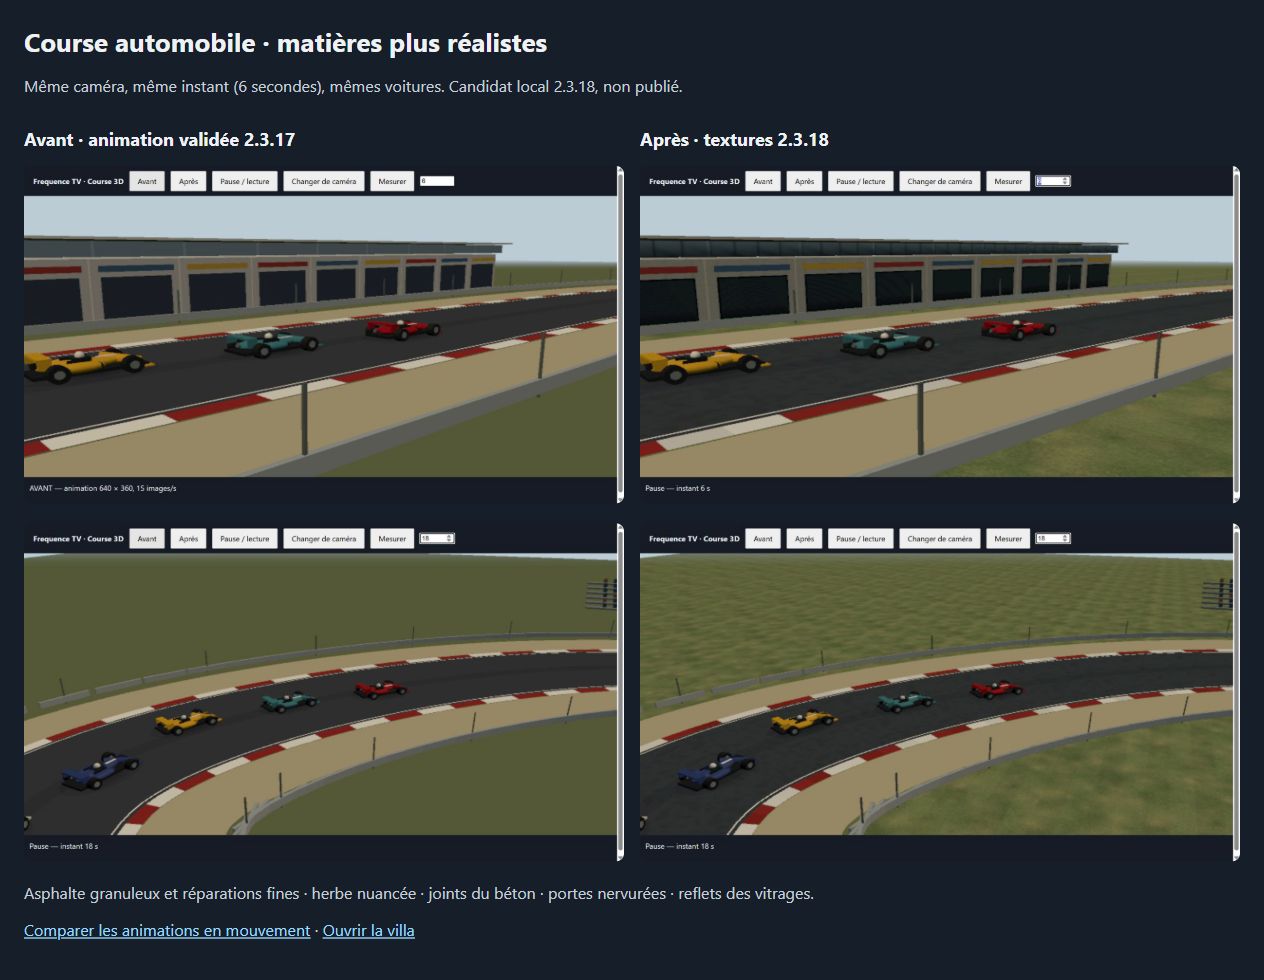 Course automobile · matières plus réalistes
Même caméra, même instant (6 secondes), mêmes voitures. Candidat local 2.3.18, non publié.
Avant · animation validée 2.3.17
Après · textures 2.3.18
Frequence TV · Course 3D Avant Après Pause / lecture Changer de caméra Mesurer 6
Frequence TV · Course 3D Avant Après Pause / lecture Changer de caméra Mesurer
AVANT — animation 640 × 360, 15 images/s
Pause — instant 6 s
Frequence TV · Course 3D Avant Après Pause / lecture Changer de caméra Mesurer 18
Frequence TV · Course 3D Avant Après Pause / lecture Changer de caméra Mesurer 18
Pause — instant 18 s
Pause — instant 18 s
Asphalte granuleux et réparations fines · herbe nuancée · joints du béton · portes nervurées · reflets des vitrages.
Comparer les animations en mouvement · Ouvrir la villa